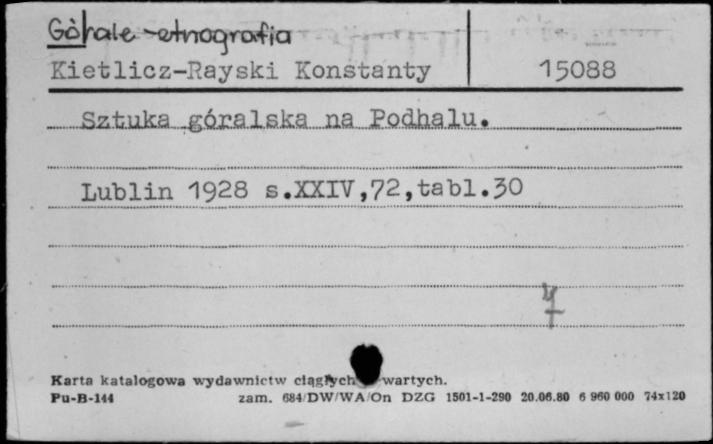 Górale-etnografia
Kietlicz-Rayski Konstanty 15088
Sztuka góralska na Podhalu.
Lublin 1928 s.XXIV,72,tabl.30
Karta katalogowa wydawnictw ciągłych wartych.
Pu-B-144 zam. 684/DW/WA/On DZG 1501-1-290 20.06.80 6 960 000 74x120